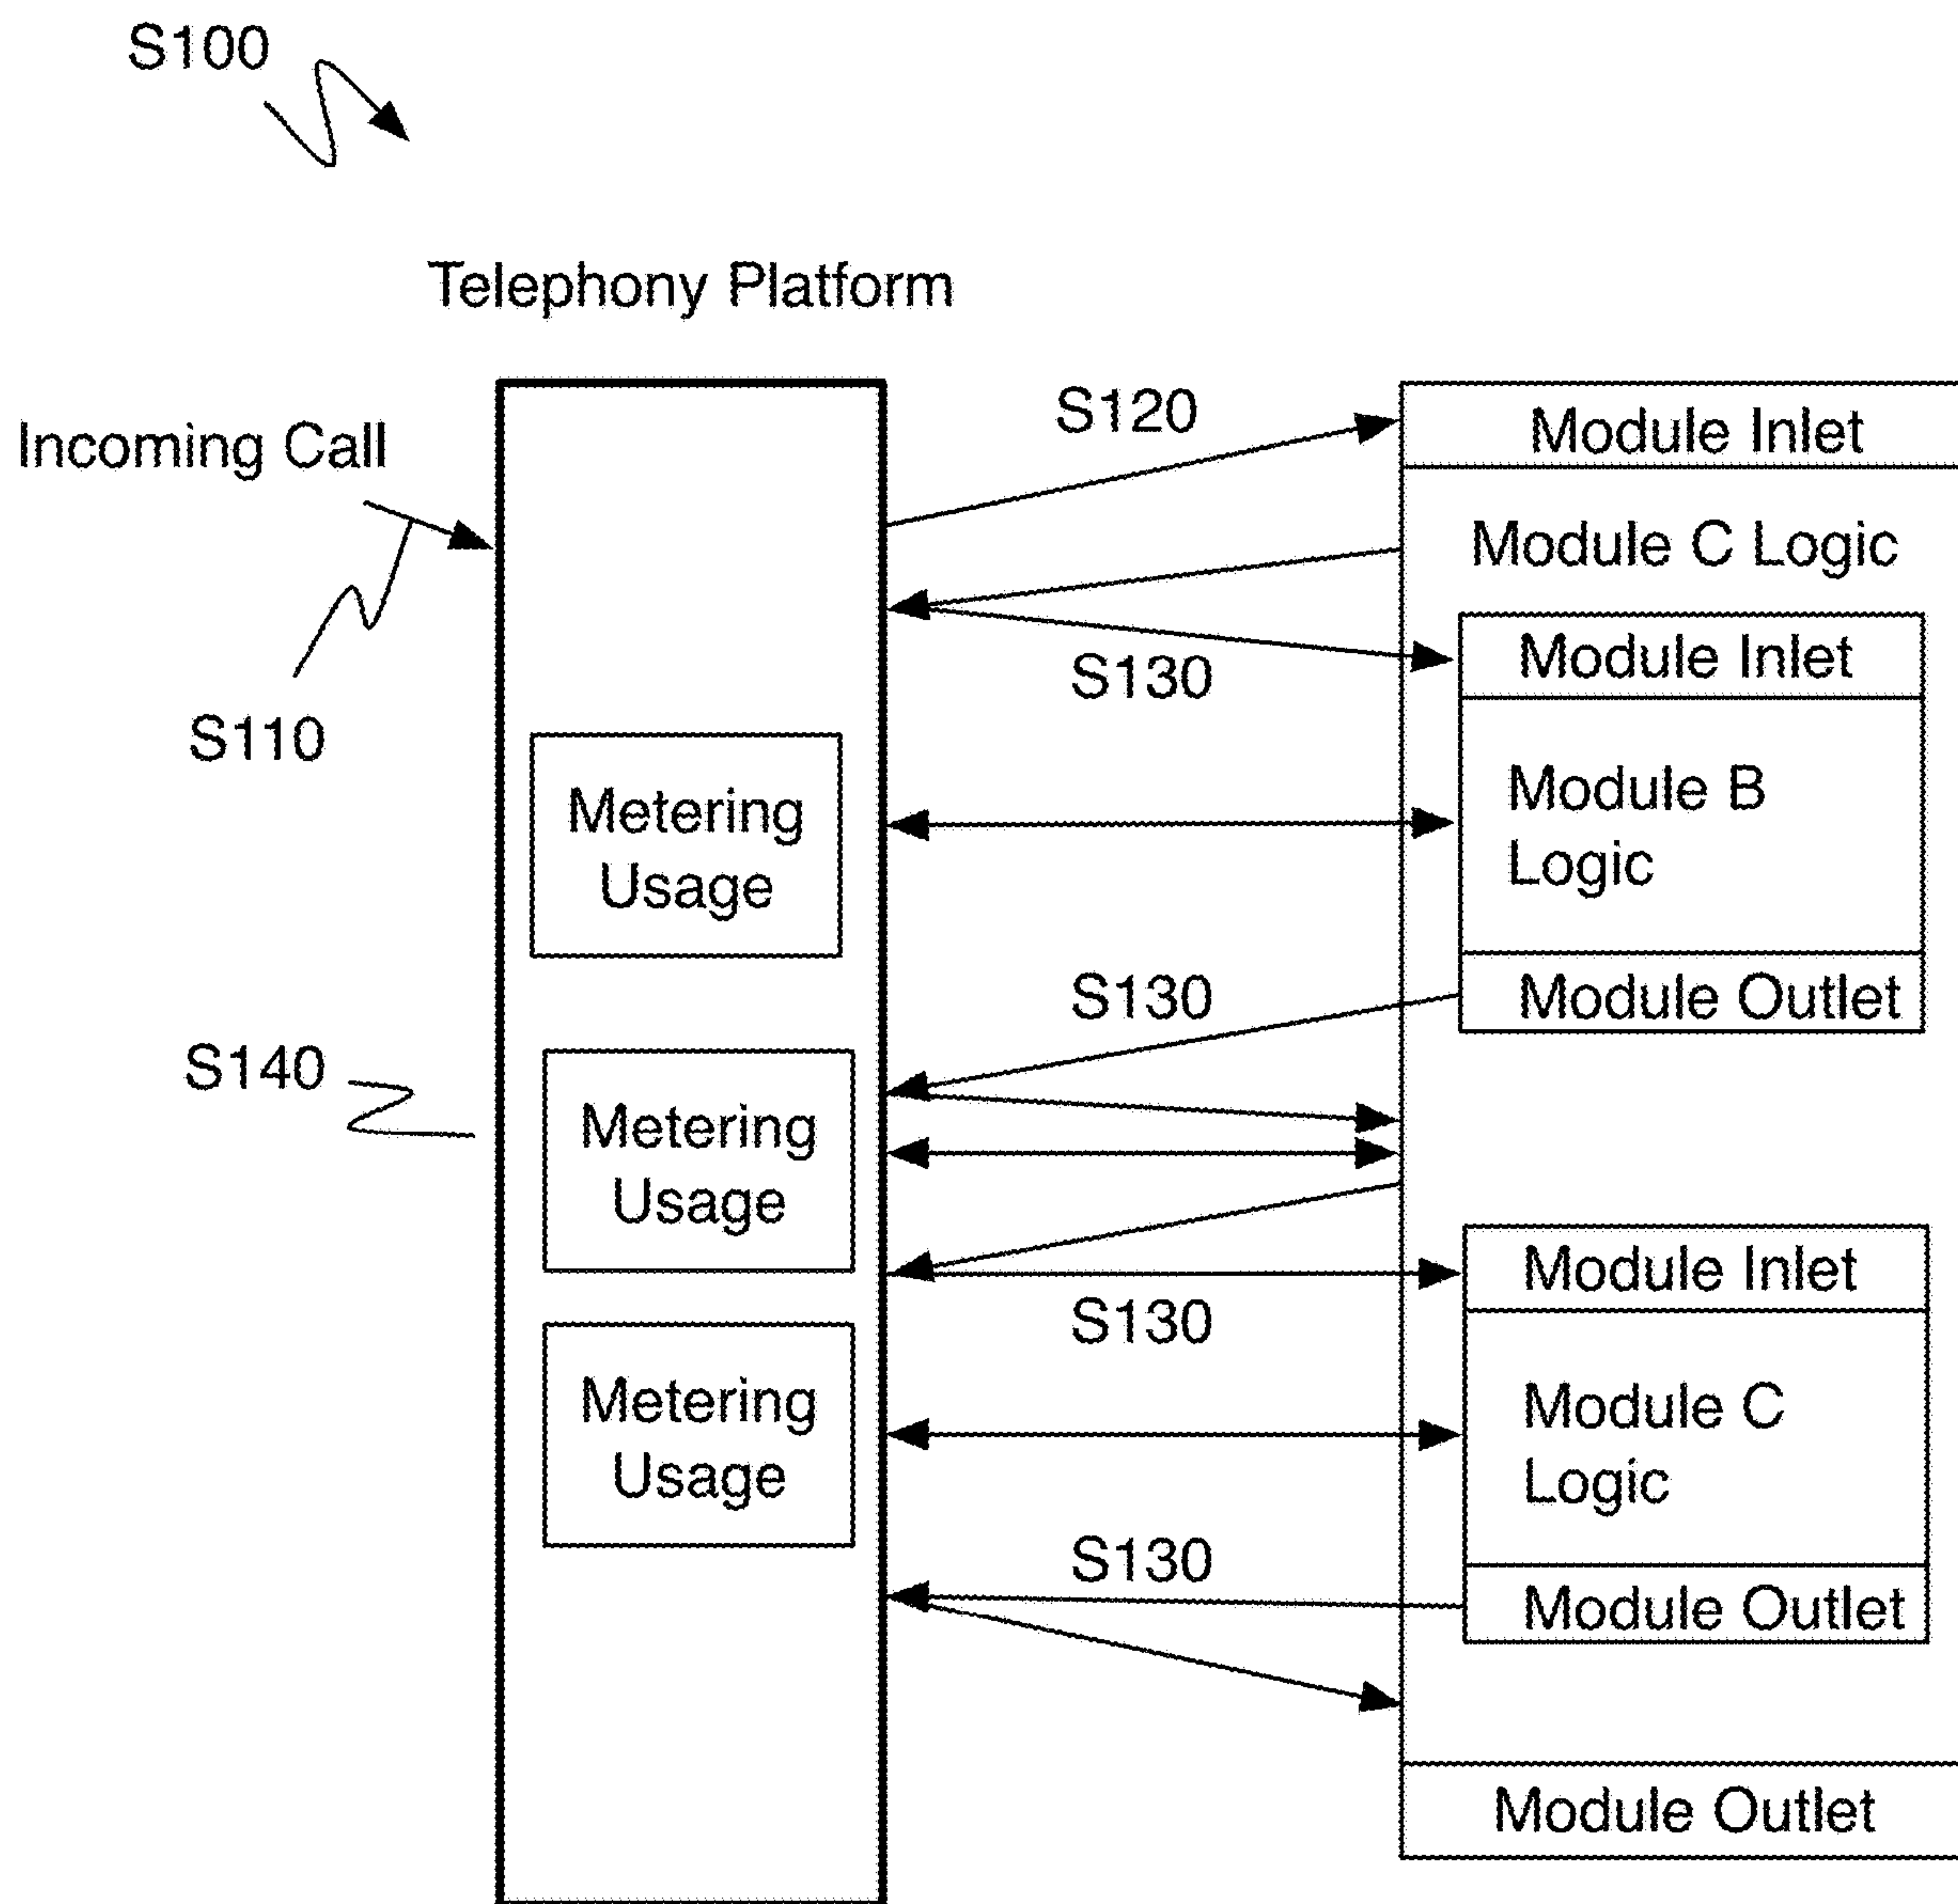 S100
Telephony Platform
Incoming Call
S110
S120
Module Inlet
Module C Logic
S130
Module Inlet
Metering
Usage
Module B
Logic
S130
Module Outlet
S140
Metering
Usage
Module Inlet
S130
Metering
Usage
Module C
Logic
S130
Module Outlet
Module Outlet